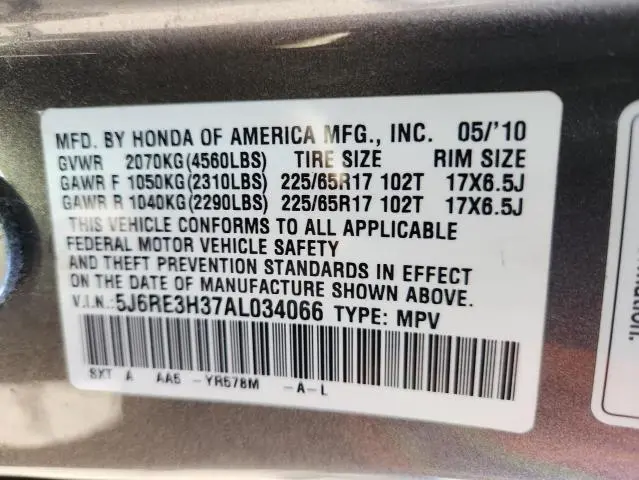 MFD. BY HONDA OF AMERICA MFG., INC. 05/'10
GVWR 2070KG(4560LBS) TIRE SIZE RIM SIZE
GAWR F 1050KG(2310LBS) 225/65R17 102T 17X6.5J
GAWR R 1040KG(2290LBS) 225/65R17 102T 17X6.5J
THIS VEHICLE CONFORMS TO ALL APPLICABLE
FEDERAL MOTOR VEHICLE SAFETY
AND THEFT PREVENTION STANDARDS IN EFFECT
ON THE DATE OF MANUFACTURE SHOWN ABOVE.
V.I.N.: 5J6RE3H37AL034066 TYPE: MPV
SXT A AA5 -YR578M -A-L